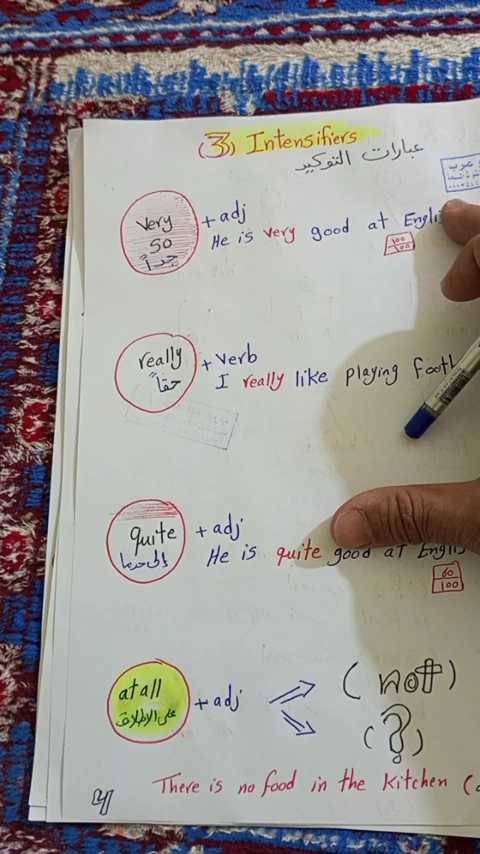 (3) Intensifiers
عبارات التوكير
Very
so
جداً
+ adj
He is very good at Engli
100
100
really
حقاً
+ verb
I really like playing foot
quite
إلى حد ما
+ adj
He is quite good at Englis
60
100
at all
على الإطلاق
+ adj
(not)
(?)
There is no food in the kitchen (
4